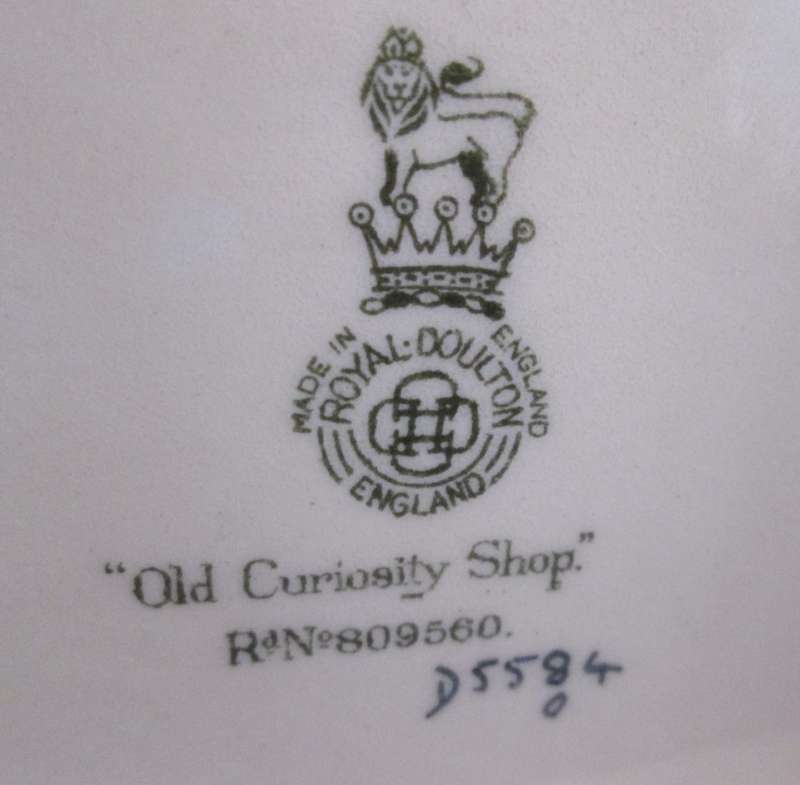 MADE IN ENGLAND
ROYAL·DOULTON
ENGLAND
"Old Curiosity Shop."
RdNo809560.
D5584
0